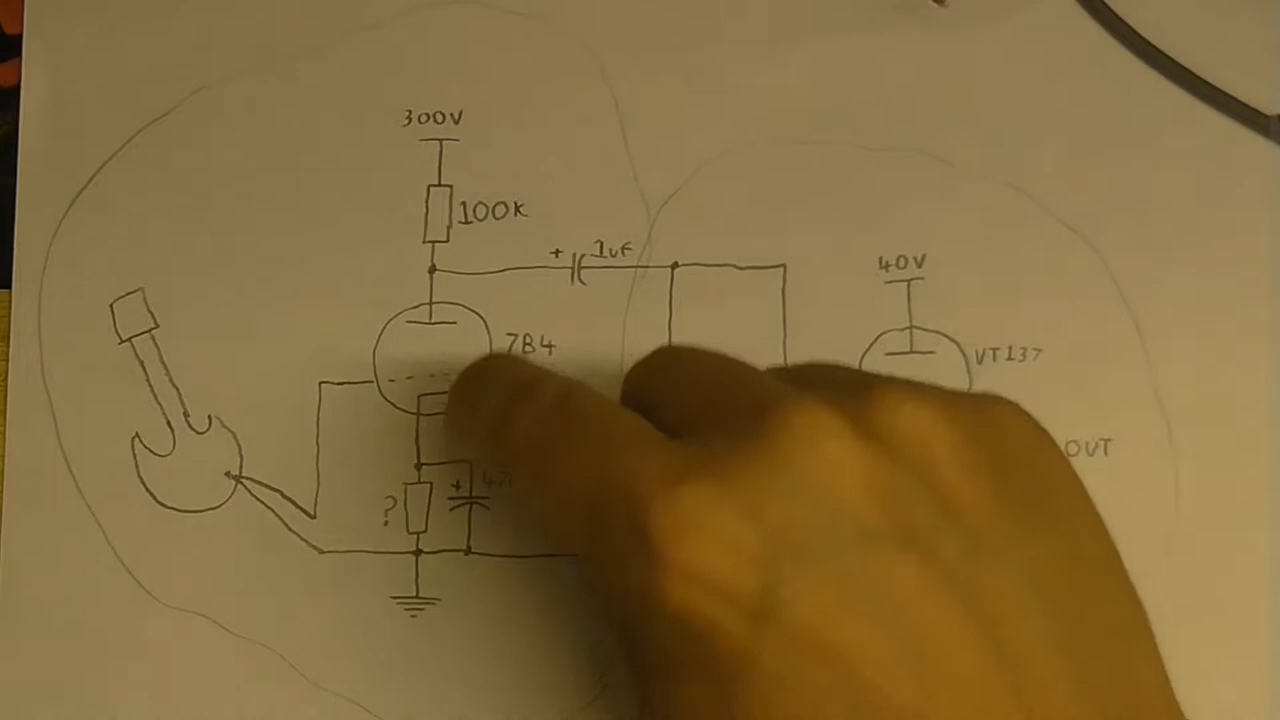 300V
100K
+ 1uF
40V
7B4
VT137
OUT
?
+